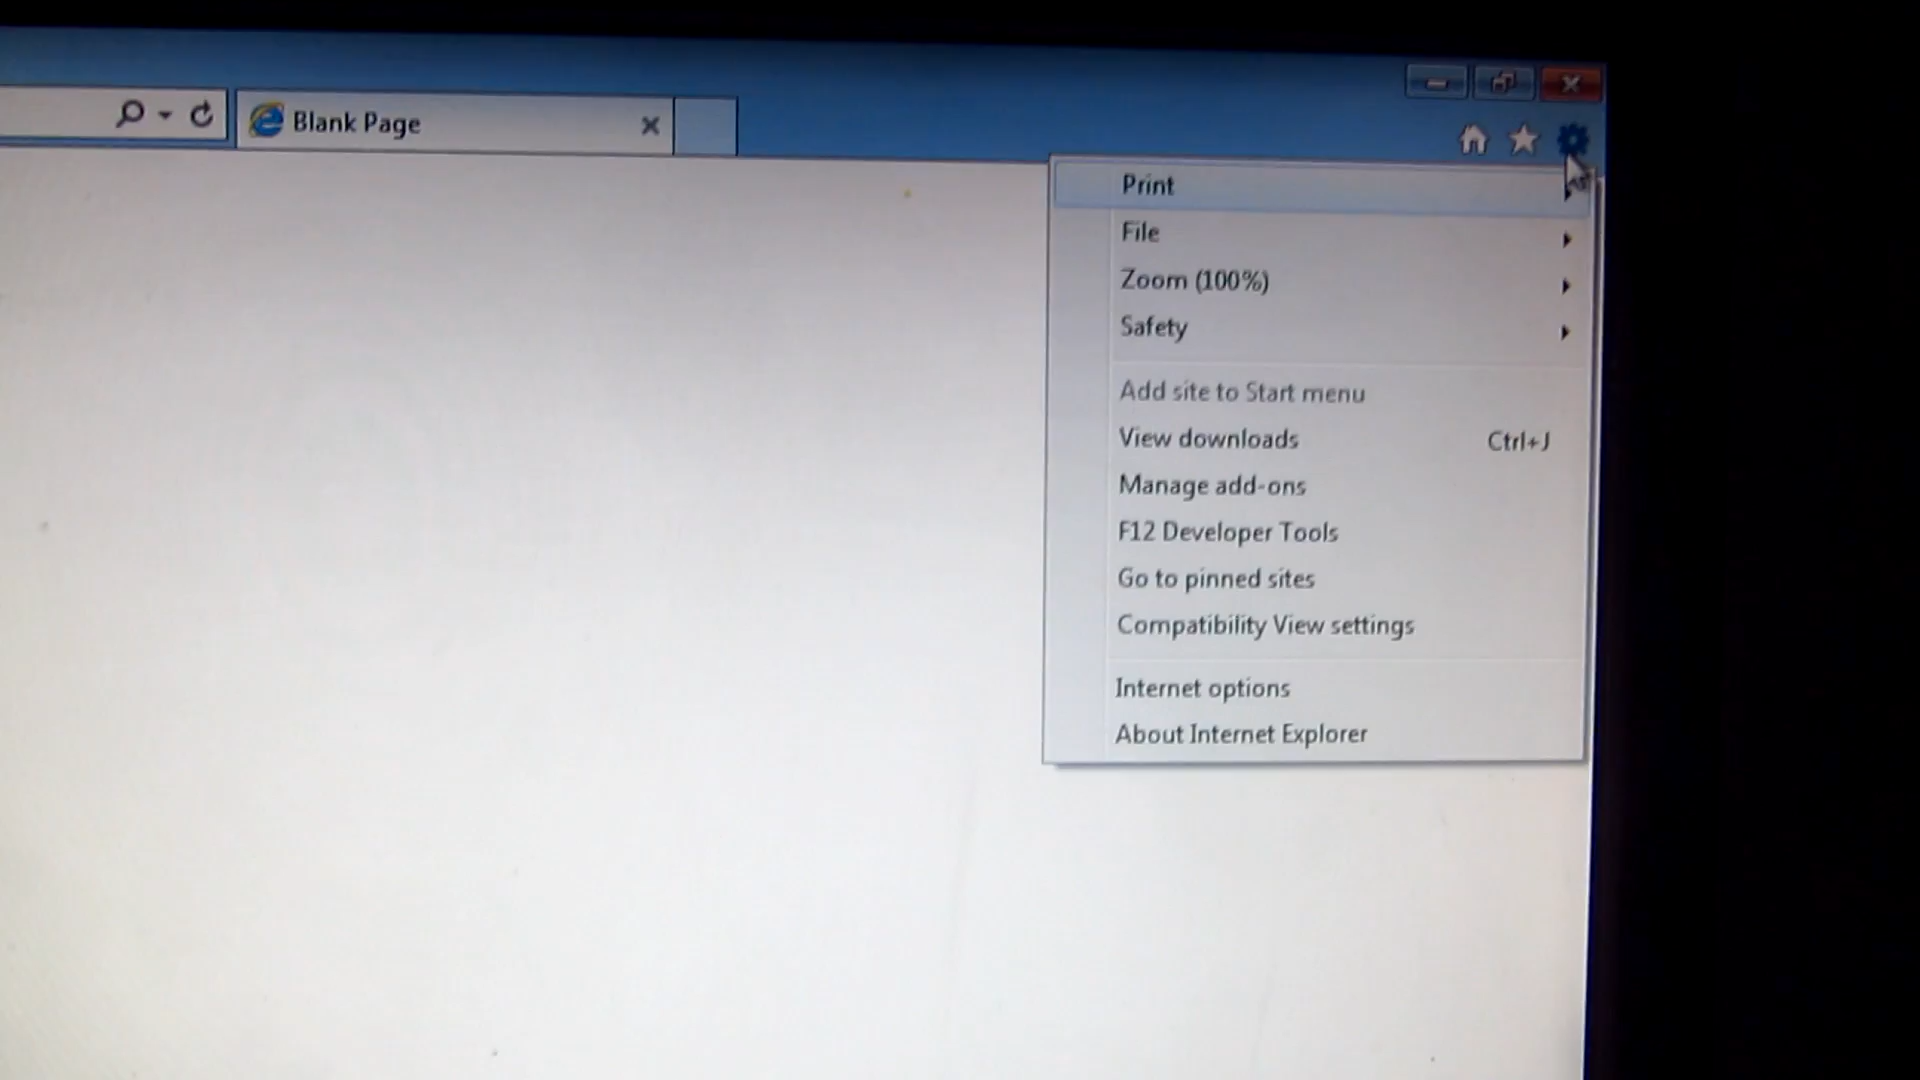 Blank Page
Print
File
Zoom (100%)
Safety
Add site to Start menu
View downloads Ctrl+J
Manage add-ons
F12 Developer Tools
Go to pinned sites
Compatibility View settings
Internet options
About Internet Explorer